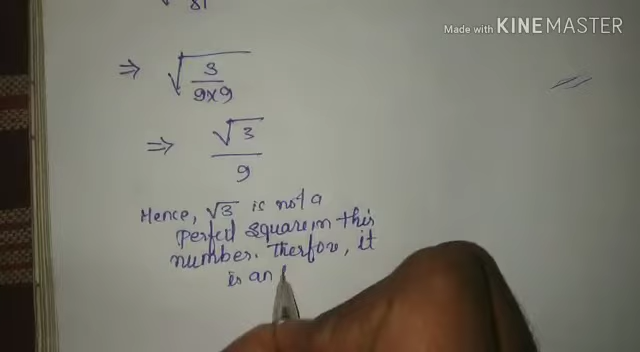 Made with KINEMASTER
√81
⇒ √(3/(9×9))
⇒ √3/9
Hence, √3 is not a
perfect square in this
number. Therfore, it
is an